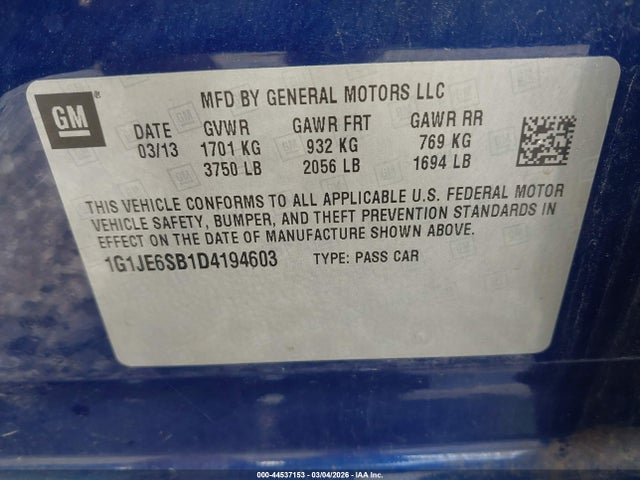 GM
MFD BY GENERAL MOTORS LLC
DATE GVWR GAWR FRT GAWR RR
03/13 1701 KG 932 KG 769 KG
3750 LB 2056 LB 1694 LB
THIS VEHICLE CONFORMS TO ALL APPLICABLE U.S. FEDERAL MOTOR
VEHICLE SAFETY, BUMPER, AND THEFT PREVENTION STANDARDS IN
EFFECT ON THE DATE OF MANUFACTURE SHOWN ABOVE.
1G1JE6SB1D4194603 TYPE: PASS CAR
000-44537153 - 03/04/2026 - IAA Inc.